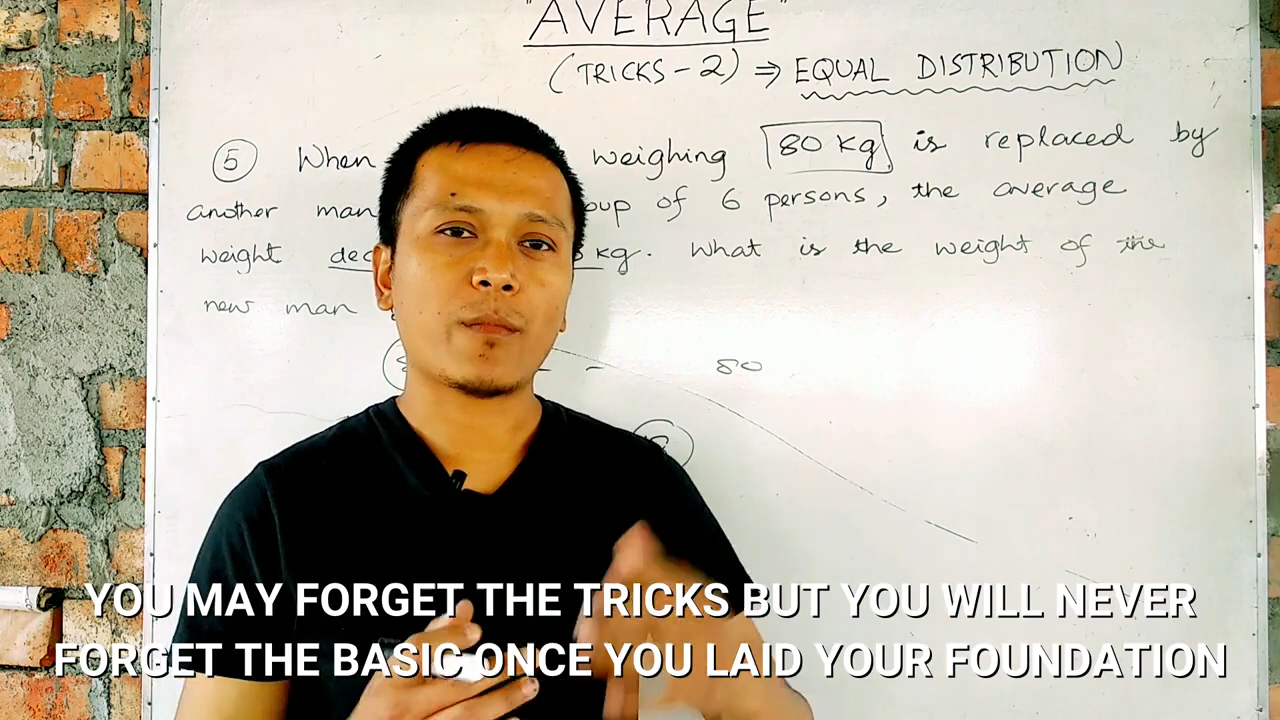 "AVERAGE"
(TRICKS-2) ⇒ EQUAL DISTRIBUTION
⑤ When weighing 80 Kg is replaced by
another man of 6 persons, the average
weight kg. What is the weight of the
new man
80
YOU MAY FORGET THE TRICKS BUT YOU WILL NEVER
FORGET THE BASIC ONCE YOU LAID YOUR FOUNDATION